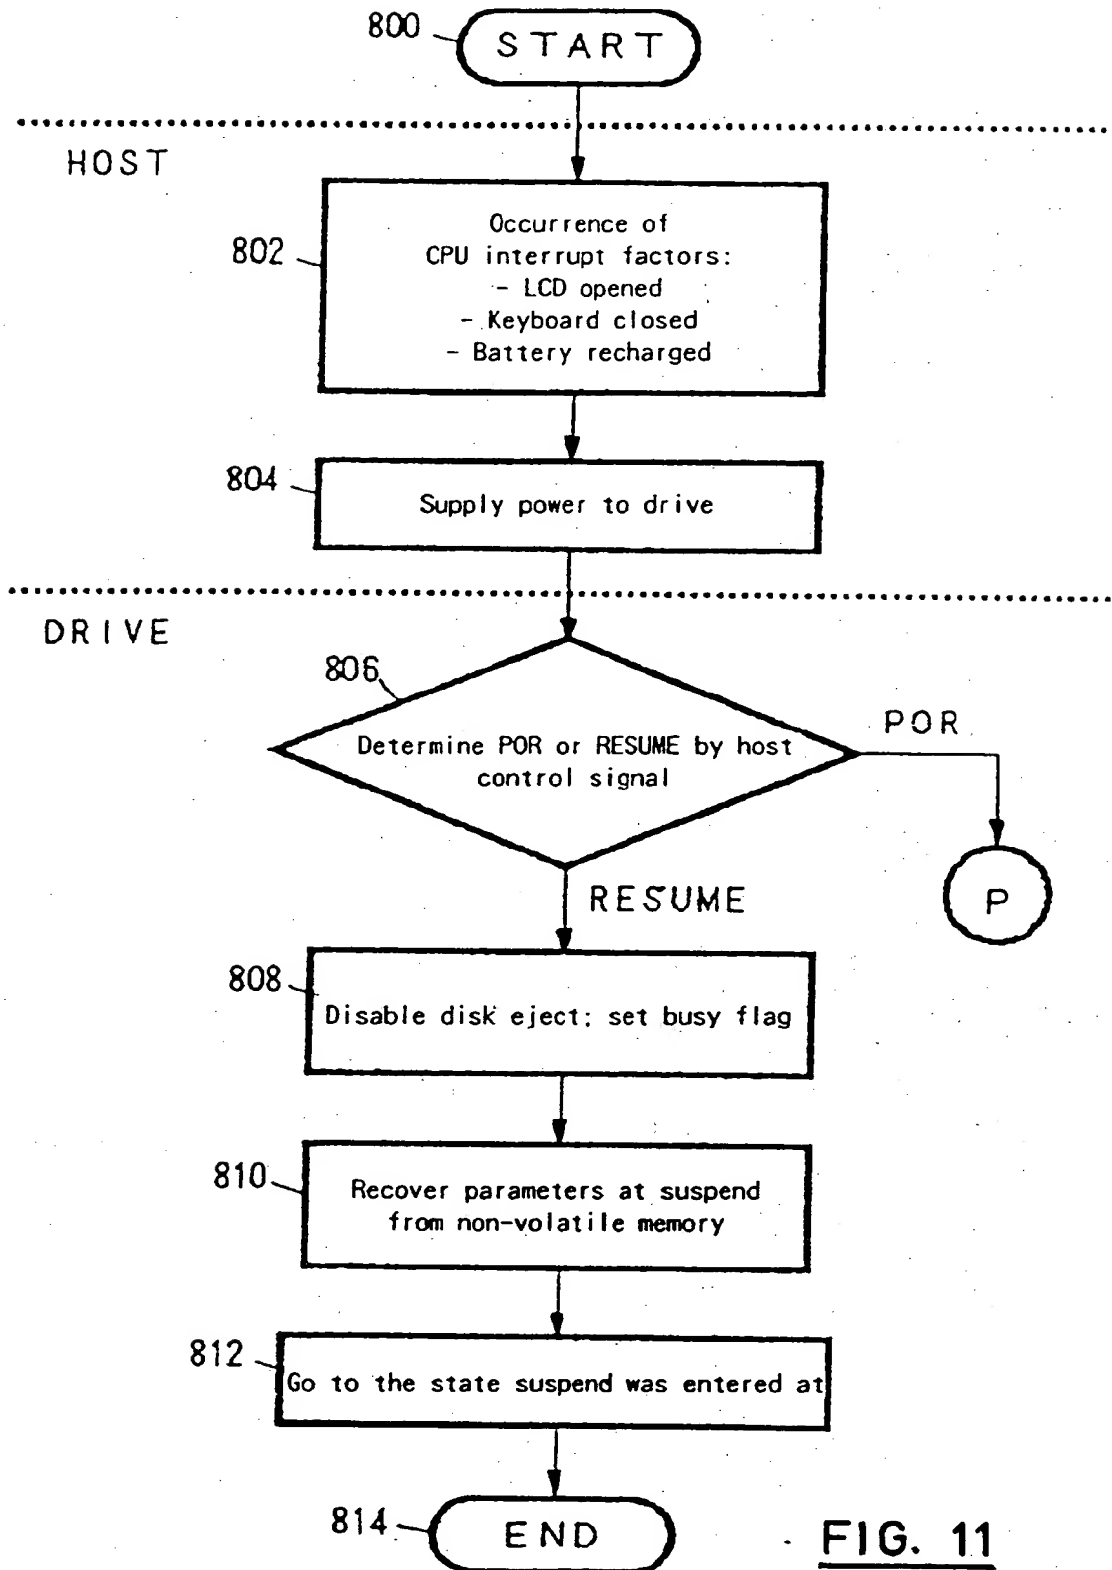 800
START
HOST
802
Occurrence of
CPU interrupt factors:
- LCD opened
- Keyboard closed
- Battery recharged
804
Supply power to drive
DRIVE
806
Determine POR or RESUME by host
control signal
POR
P
RESUME
808
Disable disk eject; set busy flag
810
Recover parameters at suspend
from non-volatile memory
812
Go to the state suspend was entered at
814
END
FIG. 11